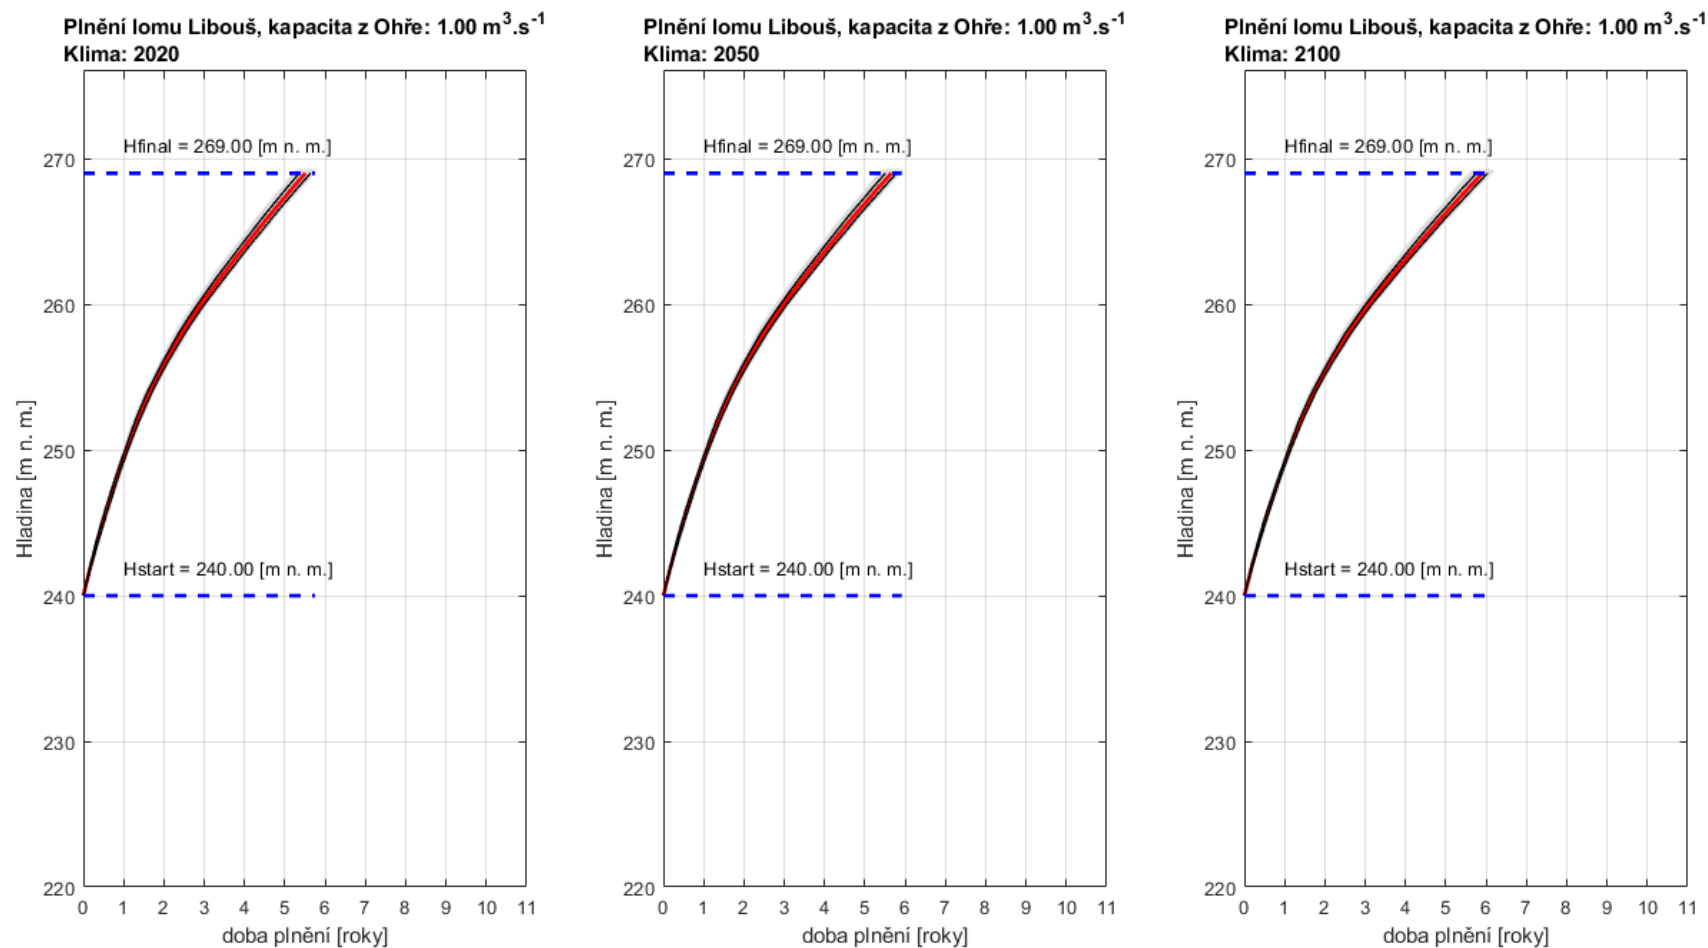 Plnění lomu Libouš, kapacita z Ohře: 1.00 m³.s⁻¹
Klima: 2020
Hfinal = 269.00 [m n. m.]
Hstart = 240.00 [m n. m.]
Hladina [m n. m.]
270
260
250
240
230
220
0 1 2 3 4 5 6 7 8 9 10 11
doba plnění [roky]
Plnění lomu Libouš, kapacita z Ohře: 1.00 m³.s⁻¹
Klima: 2050
Hfinal = 269.00 [m n. m.]
Hstart = 240.00 [m n. m.]
Hladina [m n. m.]
270
260
250
240
230
220
0 1 2 3 4 5 6 7 8 9 10 11
doba plnění [roky]
Plnění lomu Libouš, kapacita z Ohře: 1.00 m³.s⁻¹
Klima: 2100
Hfinal = 269.00 [m n. m.]
Hstart = 240.00 [m n. m.]
Hladina [m n. m.]
270
260
250
240
230
220
0 1 2 3 4 5 6 7 8 9 10 11
doba plnění [roky]